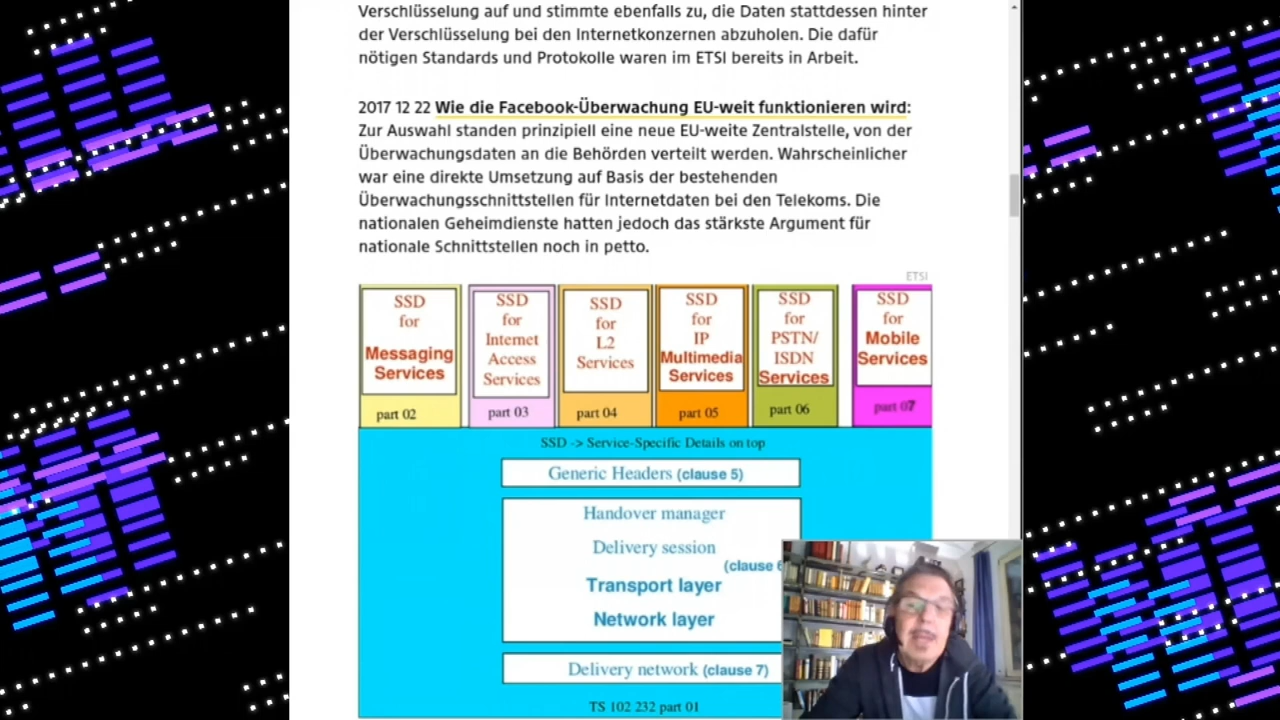 Verschlüsselung auf und stimmte ebenfalls zu, die Daten stattdessen hinter
der Verschlüsselung bei den Internetkonzernen abzuholen. Die dafür
nötigen Standards und Protokolle waren im ETSI bereits in Arbeit.
2017 12 22 Wie die Facebook-Überwachung EU-weit funktionieren wird:
Zur Auswahl standen prinzipiell eine neue EU-weite Zentralstelle, von der
Überwachungsdaten an die Behörden verteilt werden. Wahrscheinlicher
war eine direkte Umsetzung auf Basis der bestehenden
Überwachungsschnittstellen für Internetdaten bei den Telekoms. Die
nationalen Geheimdienste hatten jedoch das stärkste Argument für
nationale Schnittstellen noch in petto.
ETSI
SSD
for
Messaging
Services
part 02
SSD
for
Internet
Access
Services
part 03
SSD
for
L2
Services
part 04
SSD
for
IP
Multimedia
Services
part 05
SSD
for
PSTN/
ISDN
Services
part 06
SSD
for
Mobile
Services
part 07
SSD -> Service-Specific Details on top
Generic Headers (clause 5)
Handover manager
Delivery session
(clause 6
Transport layer
Network layer
Delivery network (clause 7)
TS 102 232 part 01